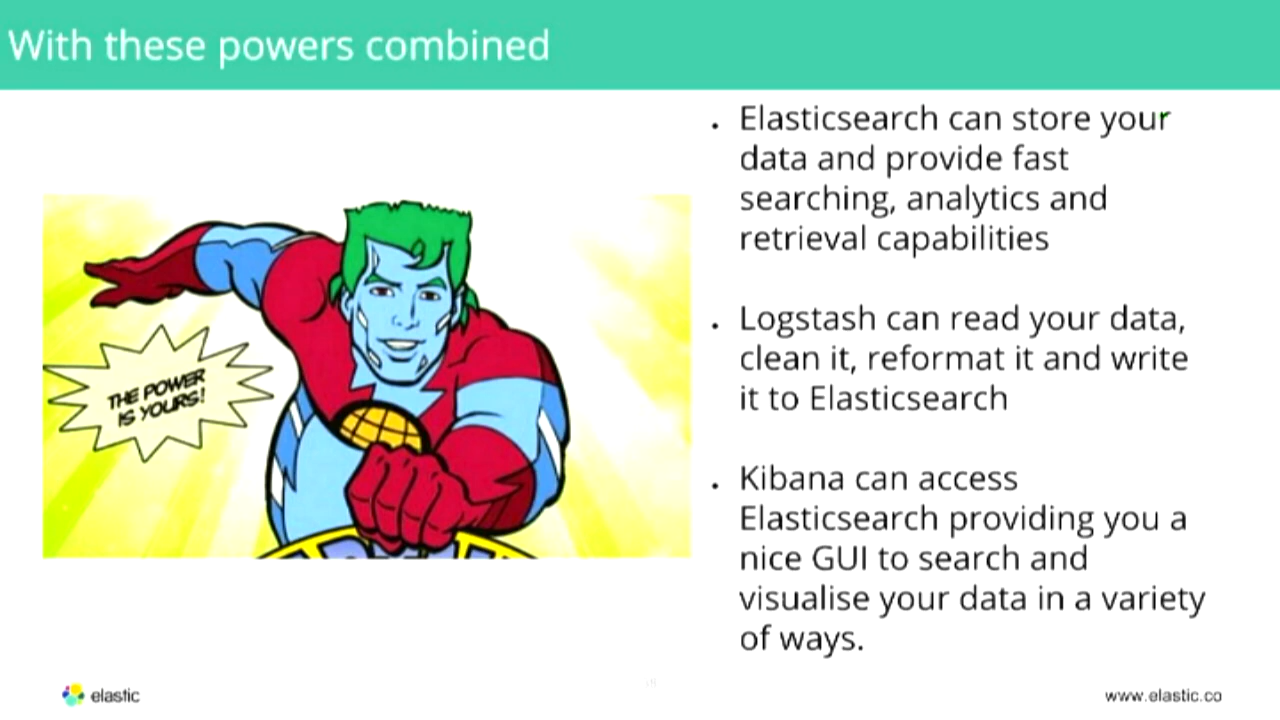 With these powers combined
THE POWER
IS YOURS!
Elasticsearch can store your
data and provide fast
searching, analytics and
retrieval capabilities
Logstash can read your data,
clean it, reformat it and write
it to Elasticsearch
Kibana can access
Elasticsearch providing you a
nice GUI to search and
visualise your data in a variety
of ways.
elastic
www.elastic.co